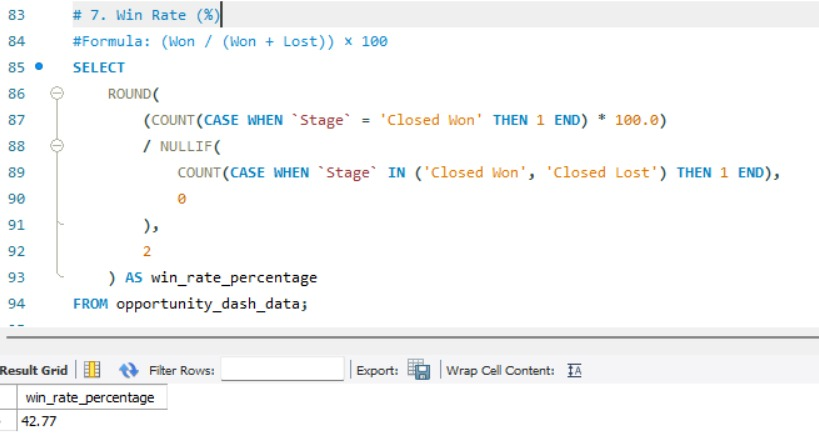 83 # 7. Win Rate (%)
84 #Formula: (Won / (Won + Lost)) × 100
85 SELECT
86 ROUND(
87 (COUNT(CASE WHEN `Stage` = 'Closed Won' THEN 1 END) * 100.0)
88 / NULLIF(
89 COUNT(CASE WHEN `Stage` IN ('Closed Won', 'Closed Lost') THEN 1 END),
90 0
91 ),
92 2
93 ) AS win_rate_percentage
94 FROM opportunity_dash_data;
Result Grid Filter Rows: Export: Wrap Cell Content:
win_rate_percentage
42.77